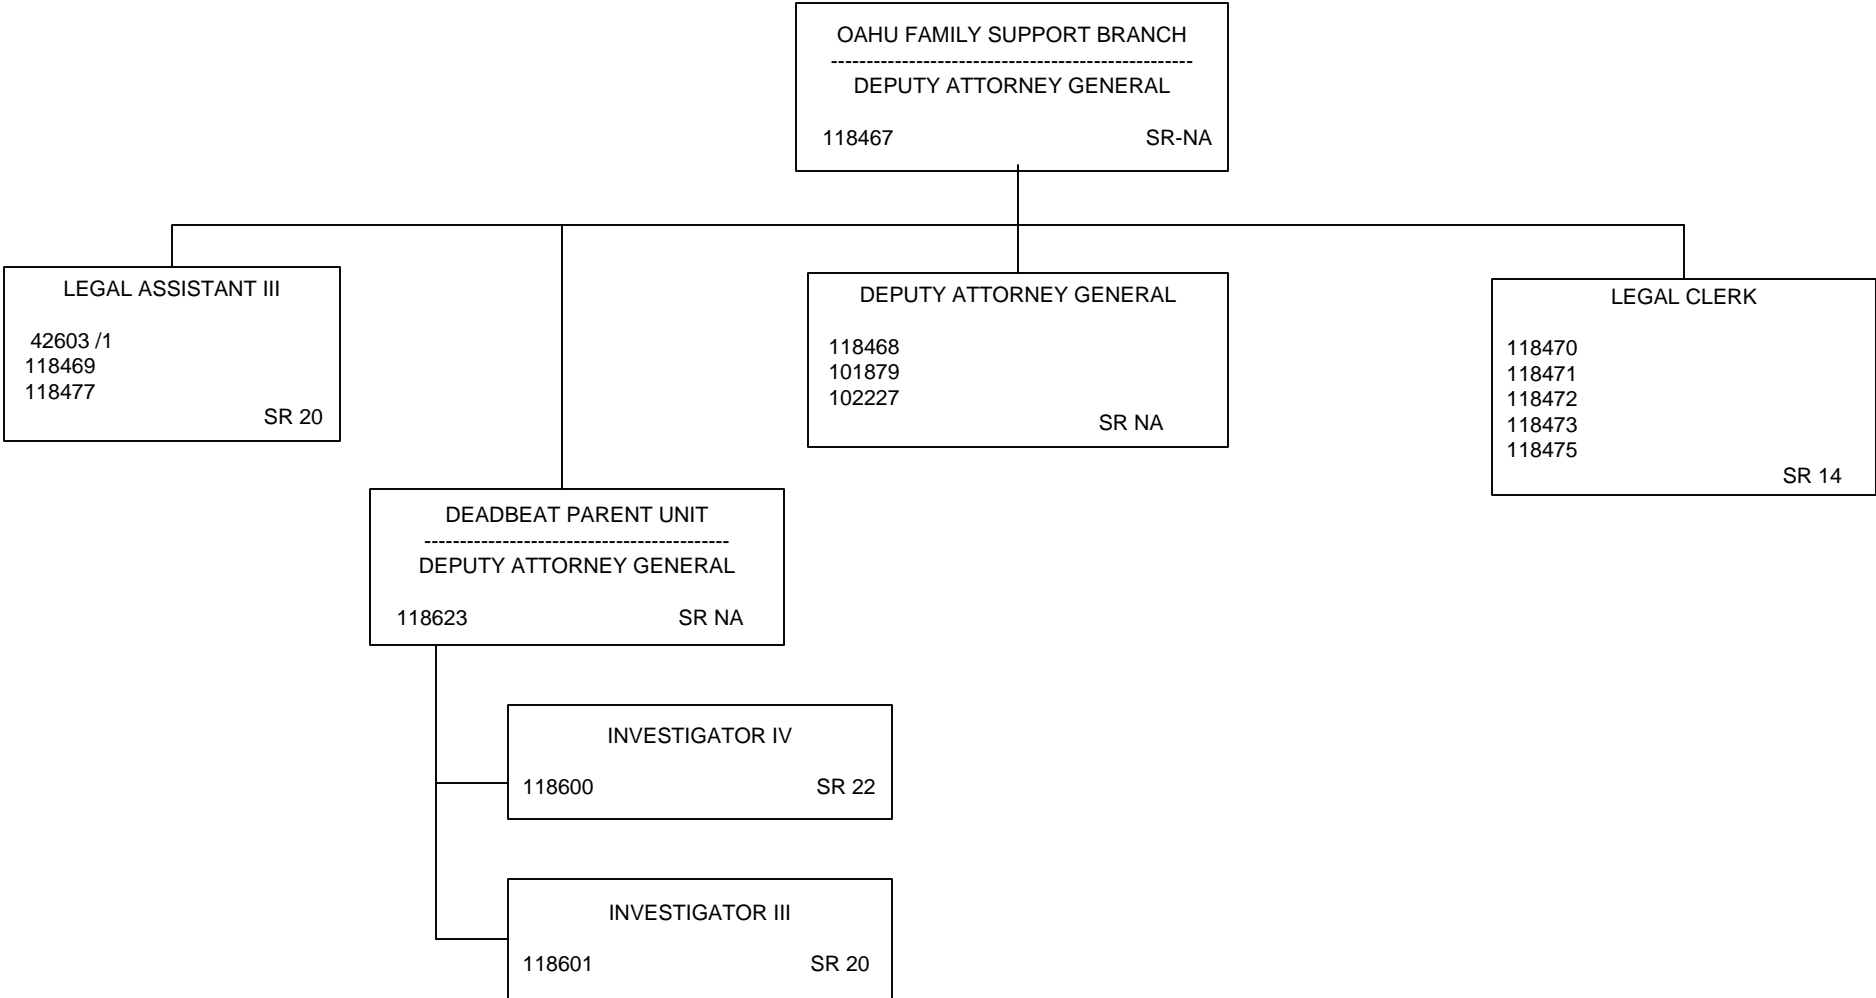 OAHU FAMILY SUPPORT BRANCH
--------------------------------------------------
DEPUTY ATTORNEY GENERAL
118467 SR-NA
LEGAL ASSISTANT III
42603 /1
118469
118477
SR 20
DEPUTY ATTORNEY GENERAL
118468
101879
102227
SR NA
LEGAL CLERK
118470
118471
118472
118473
118475
SR 14
DEADBEAT PARENT UNIT
------------------------------------------
DEPUTY ATTORNEY GENERAL
118623 SR NA
INVESTIGATOR IV
118600 SR 22
INVESTIGATOR III
118601 SR 20